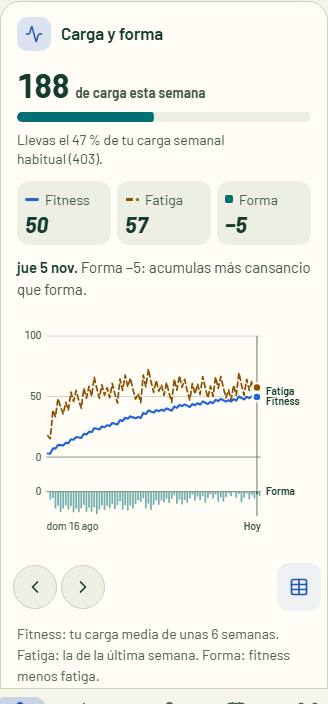 Carga y forma
188 de carga esta semana
Llevas el 47 % de tu carga semanal
habitual (403).
Fitness
50
Fatiga
57
Forma
−5
jue 5 nov. Forma −5: acumulas más cansancio
que forma.
100
50
0
Fatiga
Fitness
0
Forma
dom 16 ago
Hoy
Fitness: tu carga media de unas 6 semanas.
Fatiga: la de la última semana. Forma: fitness
menos fatiga.